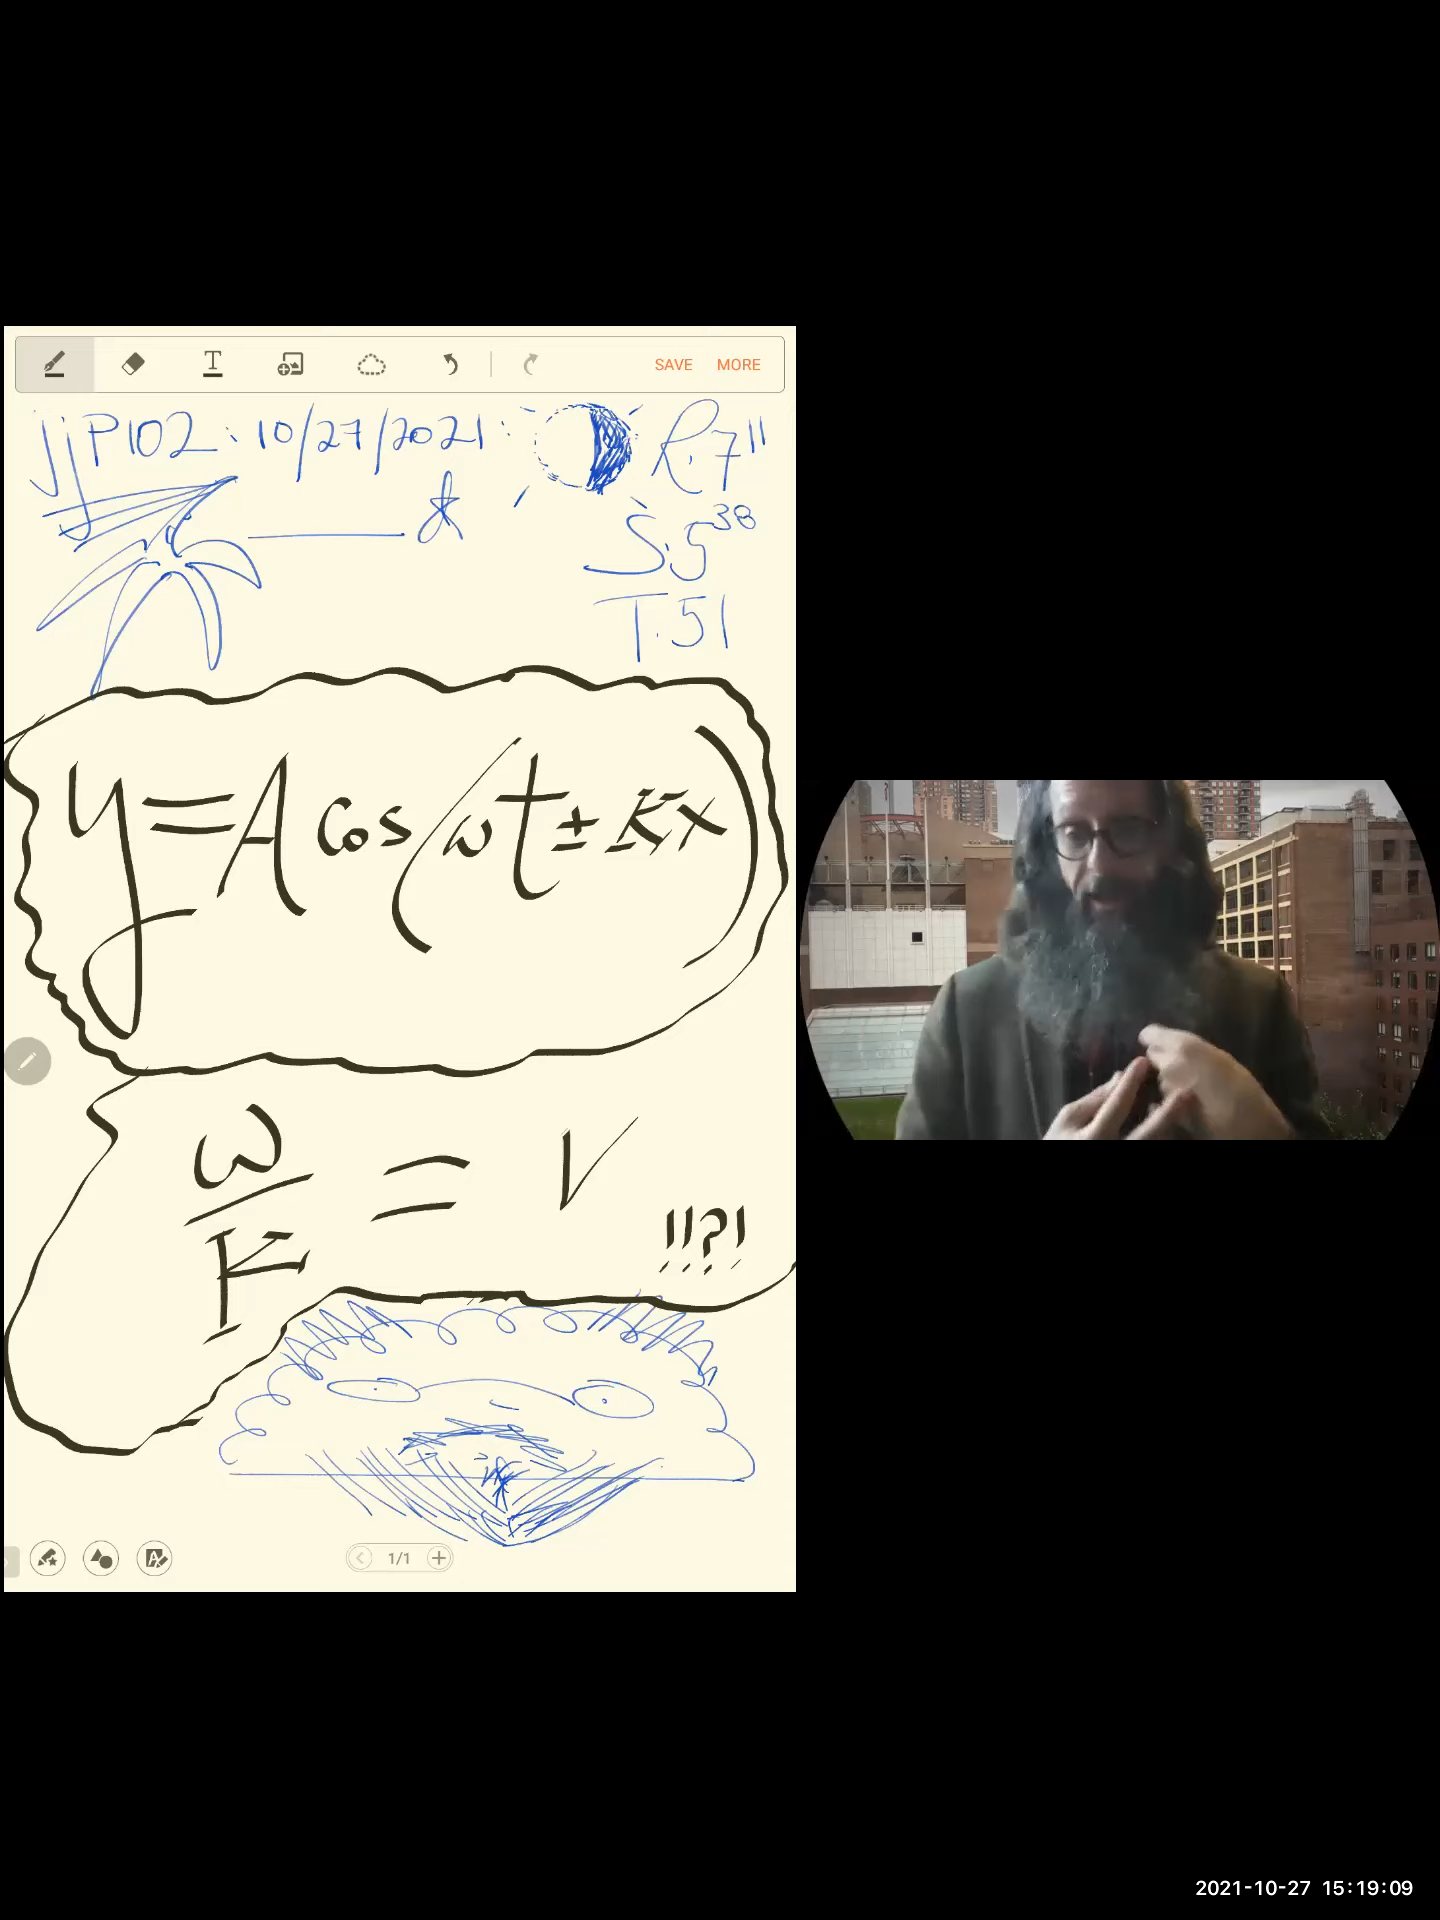 SAVE MORE
jjP102: 10/27/2021: R.7¹¹
&
S.5³⁸
T.51
y=A cos(ωt±kx)
ω/k = V
!!?!
1/1
2021-10-27 15:19:09